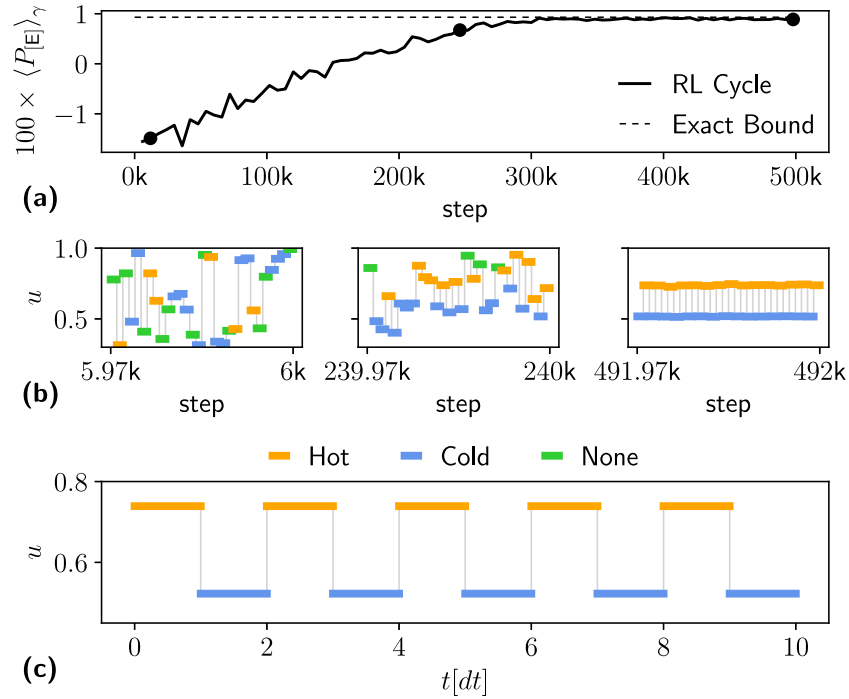 100 × ⟨P[E]⟩γ
1
0
−1
RL Cycle
Exact Bound
0k 100k 200k 300k 400k 500k
(a)
step
u
1.0
0.5
5.97k 6k 239.97k 240k 491.97k 492k
(b)
step step step
Hot Cold None
u
0.8
0.6
0 2 4 6 8 10
(c)
t[dt]